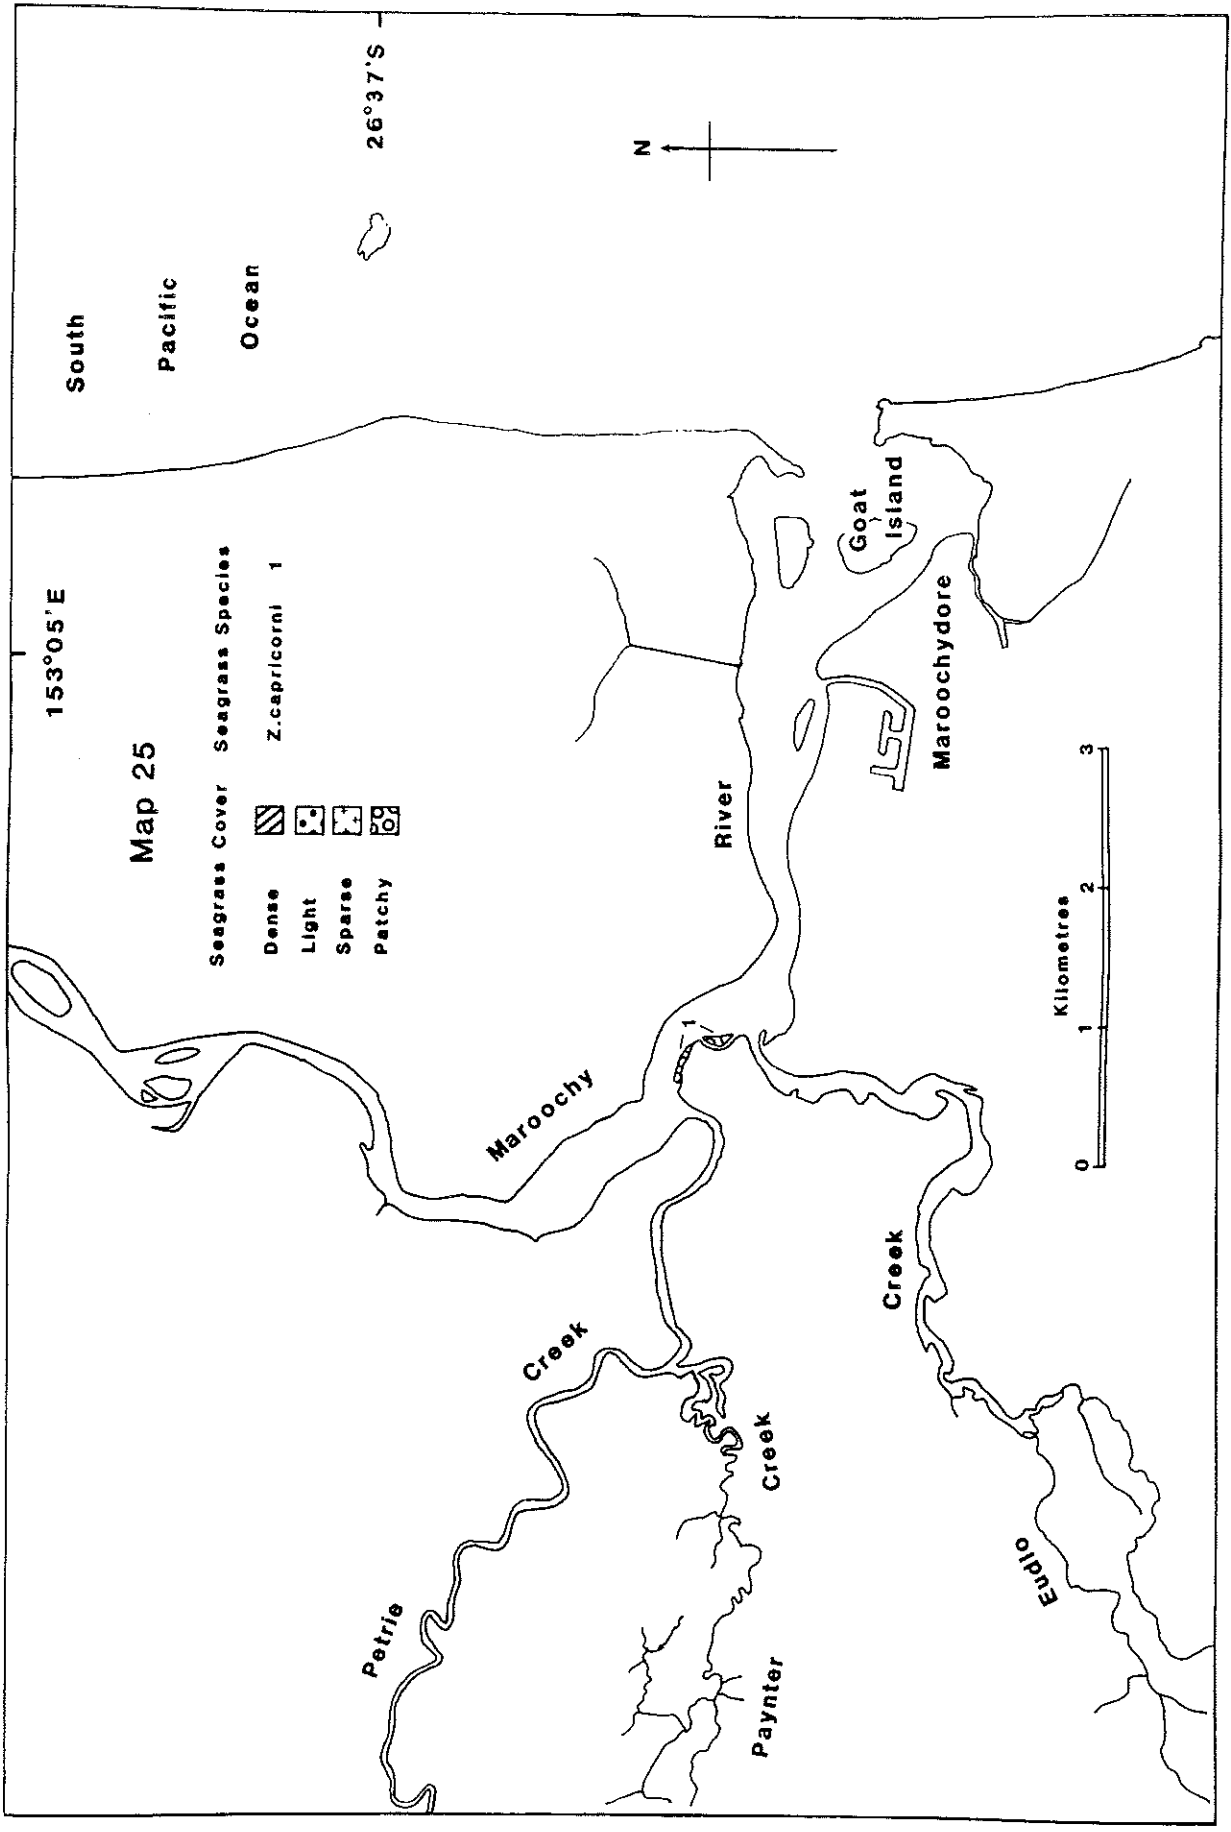 Map 25
153°05'E
South
Pacific
Ocean
26°37'S
Seagrass Cover Seagrass Species
Dense
Z.capricorni 1
Light
Sparse
Patchy
N
Petrie
Creek
Maroochy
River
1
Goat
Island
Maroochydore
Paynter
Creek
Creek
Eudlo
Kilometres
0 1 2 3